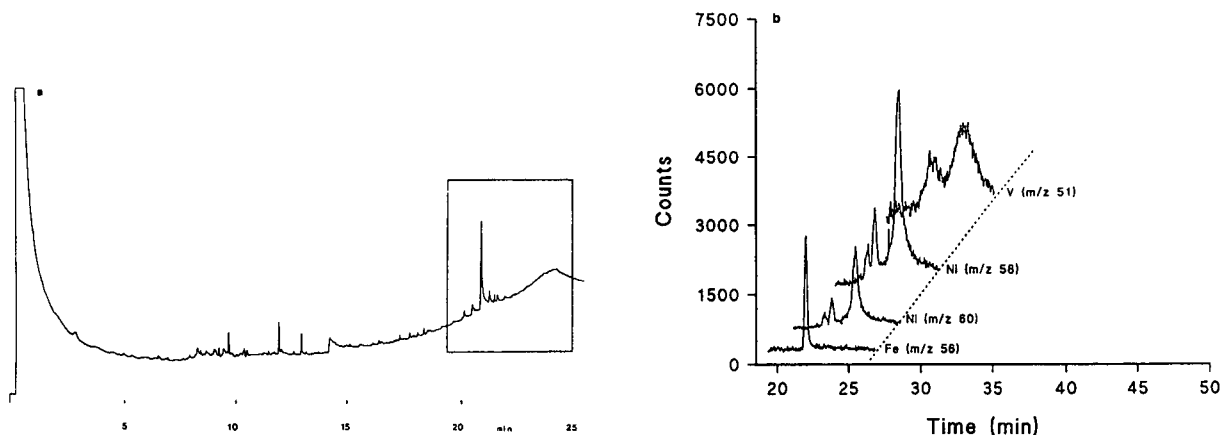 a
5
10
15
20
min
25
b
7500
6000
4500
3000
1500
0
Counts
V (m/z 51)
Ni (m/z 58)
Ni (m/z 60)
Fe (m/z 56)
20 25 30 35 40 45 50
Time (min)